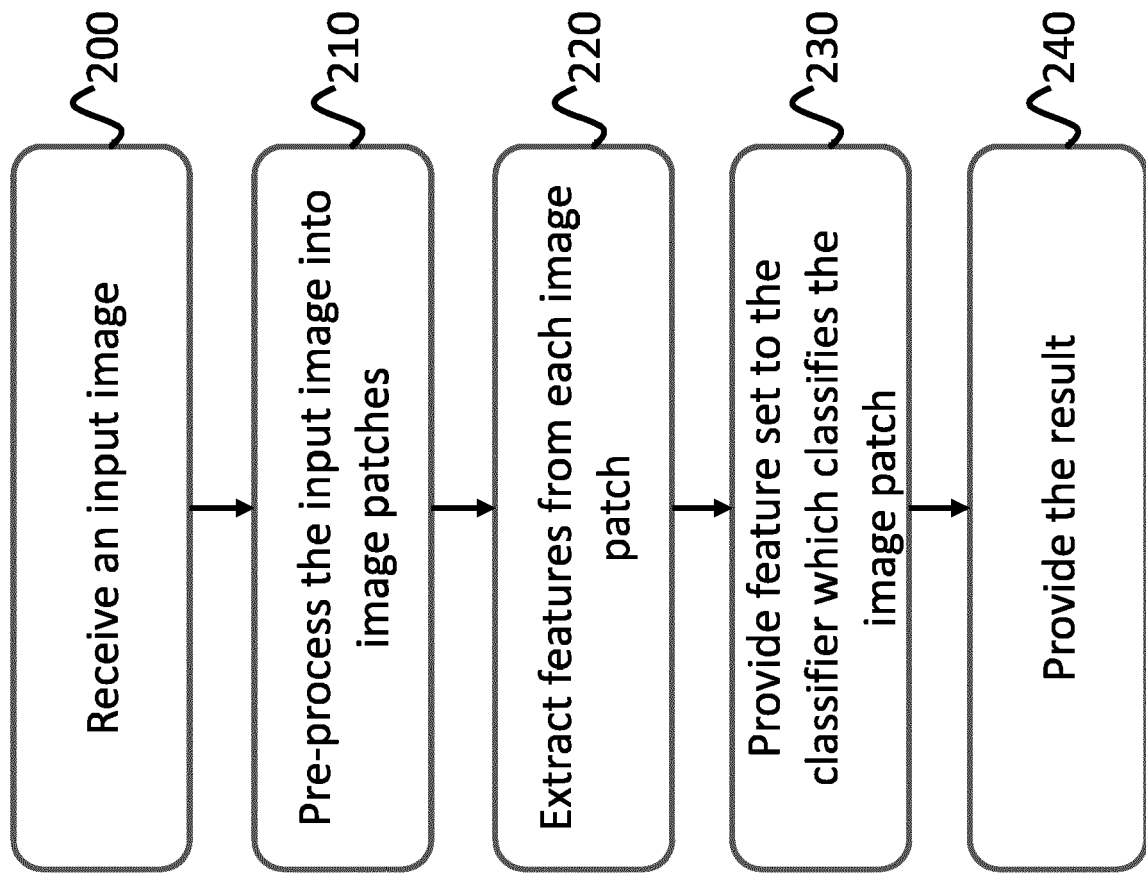 Receive an input image
200
Pre-process the input image into
image patches
210
Extract features from each image
patch
220
Provide feature set to the
classifier which classifies the
image patch
230
Provide the result
240